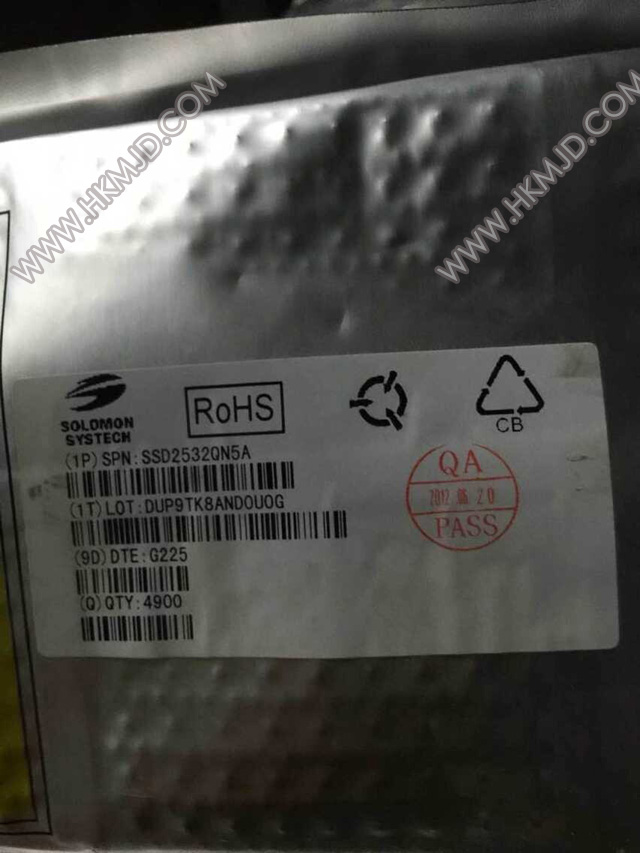 WWW.HKMJD.COM
WWW.HKMJD.COM
SOLOMON
SYSTECH
RoHS
CB
(1P)SPN:SSD2532QN5A
(1T)LOT:DUP9TK8AND0U0G
(9D)DTE:G225
(Q)QTY:4900
QA
2012 06 20
PASS